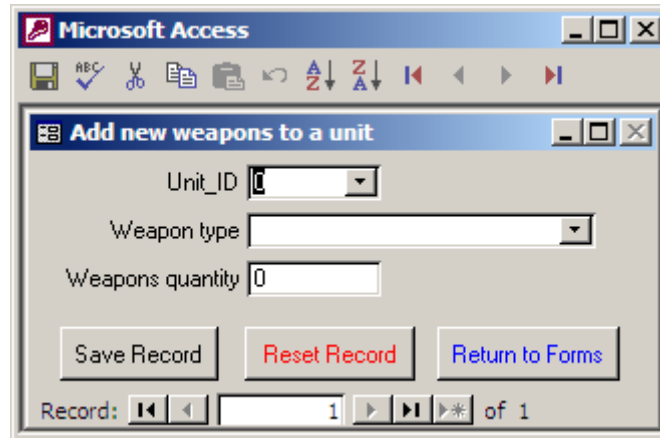 Microsoft Access
ABC
A Z Z A
Add new weapons to a unit
Unit_ID 0
Weapon type
Weapons quantity 0
Save Record Reset Record Return to Forms
Record: 1 of 1